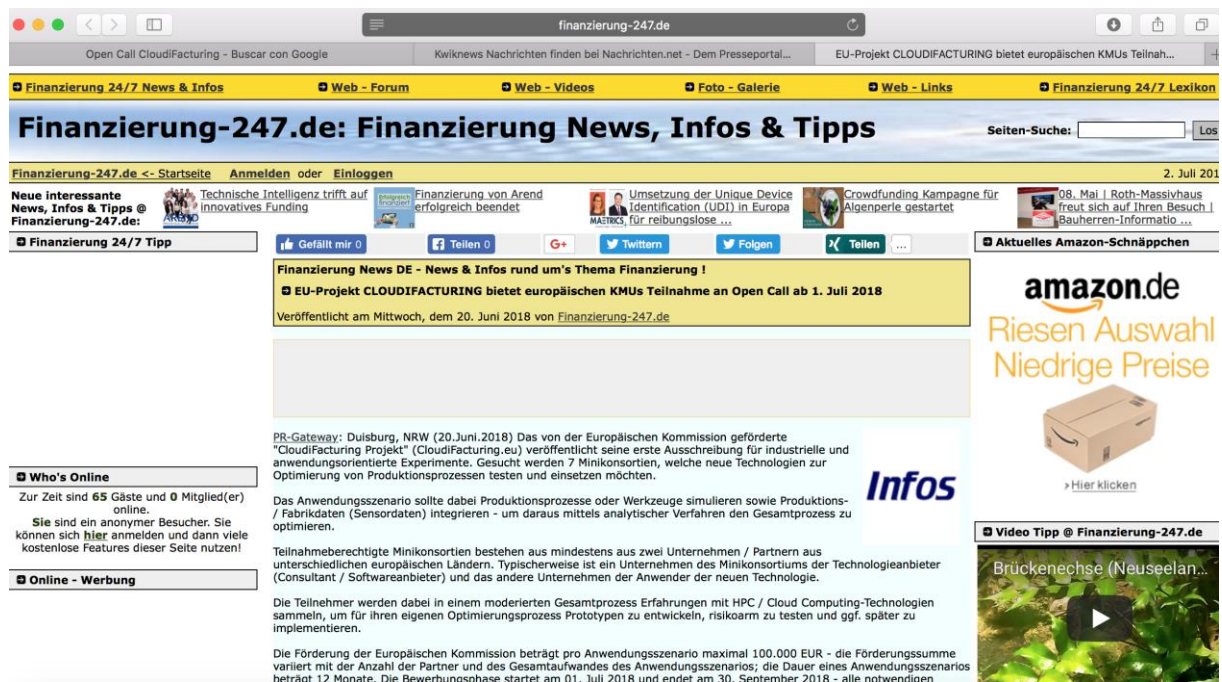 finanzierung-247.de
Open Call CloudiFacturing - Buscar con Google
Kwiknews Nachrichten finden bei Nachrichten.net - Dem Presseportal...
EU-Projekt CLOUDIFACTURING bietet europäischen KMUs Teilnah...
Finanzierung 24/7 News & Infos
Web - Forum
Web - Videos
Foto - Galerie
Web - Links
Finanzierung 24/7 Lexikon
Finanzierung-247.de: Finanzierung News, Infos & Tipps
Seiten-Suche:
Los
Finanzierung-247.de <- Startseite Anmelden oder Einloggen
2. Juli 201
Neue interessante
News, Infos & Tipps @
Finanzierung-247.de:
Technische Intelligenz trifft auf
innovatives Funding
Finanzierung von Arend
erfolgreich beendet
MAETRICS
Umsetzung der Unique Device
Identification (UDI) in Europa
für reibungslose ...
Crowdfunding Kampagne für
Algenperle gestartet
08. Mai | Roth-Massivhaus
freut sich auf Ihren Besuch |
Bauherren-Informatio ...
Finanzierung 24/7 Tipp
Gefällt mir 0
Teilen 0
G+
Twittern
Folgen
Teilen
...
Aktuelles Amazon-Schnäppchen
Finanzierung News DE - News & Infos rund um's Thema Finanzierung !
EU-Projekt CLOUDIFACTURING bietet europäischen KMUs Teilnahme an Open Call ab 1. Juli 2018
Veröffentlicht am Mittwoch, dem 20. Juni 2018 von Finanzierung-247.de
amazon.de
Riesen Auswahl
Niedrige Preise
Hier klicken
PR-Gateway: Duisburg, NRW (20.Juni.2018) Das von der Europäischen Kommission geförderte
"CloudiFacturing Projekt" (CloudiFacturing.eu) veröffentlicht seine erste Ausschreibung für industrielle und
anwendungsorientierte Experimente. Gesucht werden 7 Minikonsortien, welche neue Technologien zur
Optimierung von Produktionsprozessen testen und einsetzen möchten.
Infos
Das Anwendungsszenario sollte dabei Produktionsprozesse oder Werkzeuge simulieren sowie Produktions-
/ Fabrikdaten (Sensordaten) integrieren - um daraus mittels analytischer Verfahren den Gesamtprozess zu
optimieren.
Teilnahmeberechtigte Minikonsortien bestehen aus mindestens aus zwei Unternehmen / Partnern aus
unterschiedlichen europäischen Ländern. Typischerweise ist ein Unternehmen des Minikonsortiums der Technologieanbieter
(Consultant / Softwareanbieter) und das andere Unternehmen der Anwender der neuen Technologie.
Die Teilnehmer werden dabei in einem moderierten Gesamtprozess Erfahrungen mit HPC / Cloud Computing-Technologien
sammeln, um für ihren eigenen Optimierungsprozess Prototypen zu entwickeln, risikoarm zu testen und ggf. später zu
implementieren.
Die Förderung der Europäischen Kommission beträgt pro Anwendungsszenario maximal 100.000 EUR - die Förderungssumme
variiert mit der Anzahl der Partner und des Gesamtaufwandes des Anwendungsszenarios; die Dauer eines Anwendungsszenarios
beträgt 12 Monate. Die Bewerbungsphase startet am 01. Juli 2018 und endet am 30. September 2018 - alle notwendigen
Who's Online
Zur Zeit sind 65 Gäste und 0 Mitglied(er)
online.
Sie sind ein anonymer Besucher. Sie
können sich hier anmelden und dann viele
kostenlose Features dieser Seite nutzen!
Online - Werbung
Video Tipp @ Finanzierung-247.de
Brückenechse (Neuseelan...